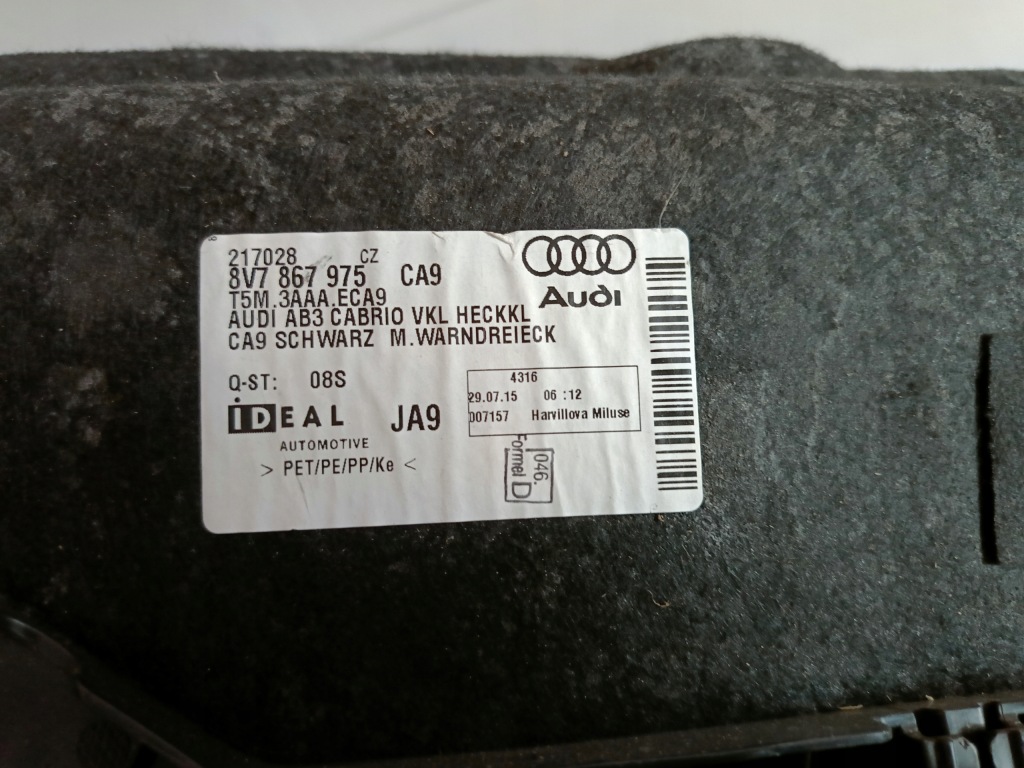 217028 CZ
8V7 867 975 CA9
T5M.3AAA.ECA9
AUDI AB3 CABRIO VKL HECKKL
CA9 SCHWARZ M.WARNDREIECK
Audi
Q-ST: 08S
iDEAL
AUTOMOTIVE
JA9
> PET/PE/PP/Ke <
4316
29.07.15 06:12
007157 Harvillova Miluse
046.
Formel D